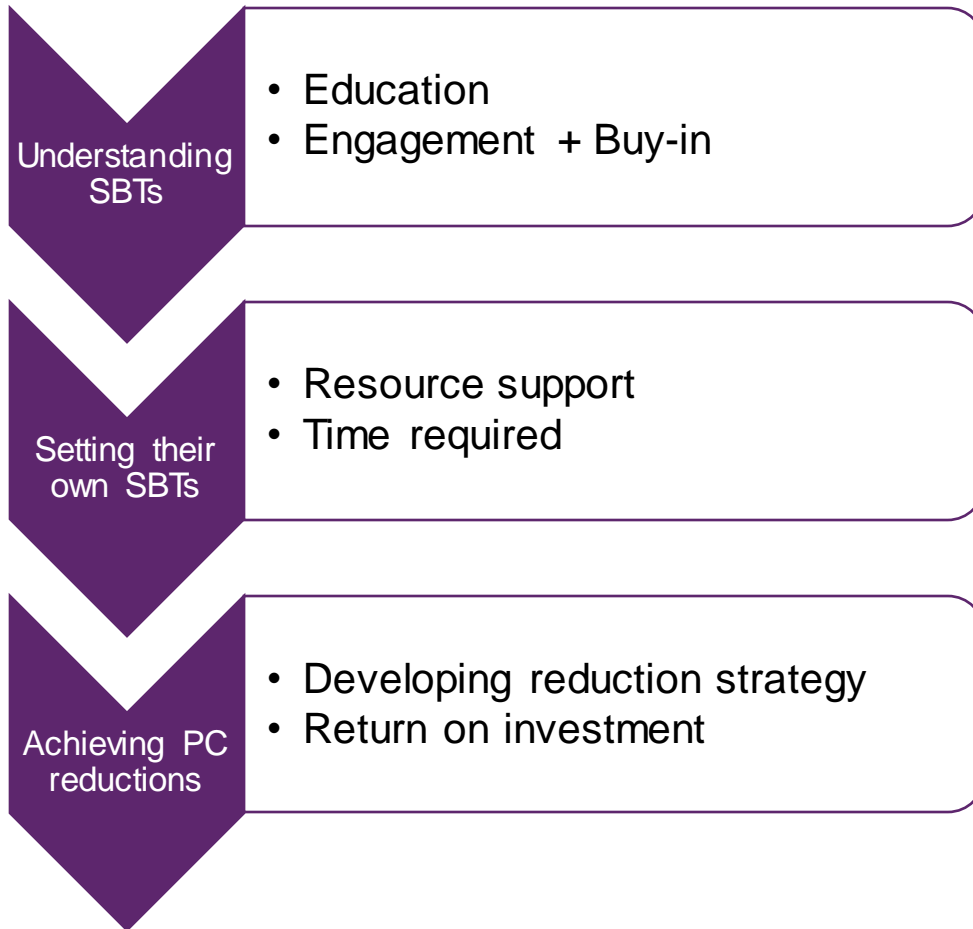 Understanding
SBTs
• Education
• Engagement + Buy-in
Setting their
own SBTs
• Resource support
• Time required
Achieving PC
reductions
• Developing reduction strategy
• Return on investment